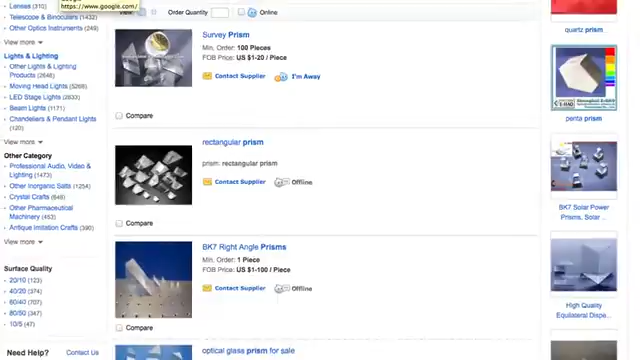 Lenses (310)
https://www.google.com/
Telescope & Binoculars (1432)
Other Optics Instruments (249)
View more
Lights & Lighting
Other Lights & Lighting
Products (2646)
Moving Head Lights (5268)
LED Stage Lights (2833)
Beam Lights (1171)
Chandeliers & Pendant Lights
(120)
View more
Other Category
Professional Audio, Video &
Lighting (1473)
Other Inorganic Salts (1254)
Crystal Crafts (648)
Other Pharmaceutical
Machinery (453)
Antique Imitation Crafts (390)
View more
Surface Quality
20/10 (123)
40/20 (374)
60/40 (707)
80/50 (347)
10/5 (47)
Need Help? Contact Us
View
Order Quantity
Online
Survey Prism
Min. Order: 100 Pieces
FOB Price: US $1-20 / Piece
Contact Supplier
I'm Away
Compare
rectangular prism
prism: rectangular prism
Contact Supplier
Offline
Compare
BK7 Right Angle Prisms
Min. Order: 1 Piece
FOB Price: US $1-100 / Piece
Contact Supplier
Offline
Compare
optical glass prism for sale
quartz prism
penta prism
BK7 Solar Power
Prisms, Solar ...
High Quality
Equilateral Dispe...